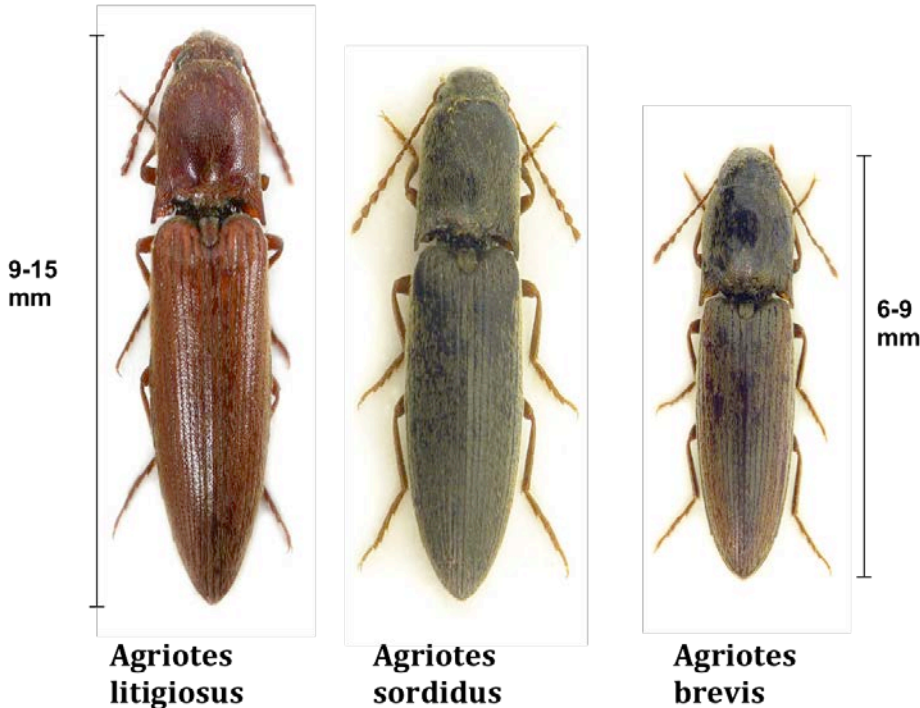 9-15
mm
6-9
mm
Agriotes
litigiosus
Agriotes
sordidus
Agriotes
brevis